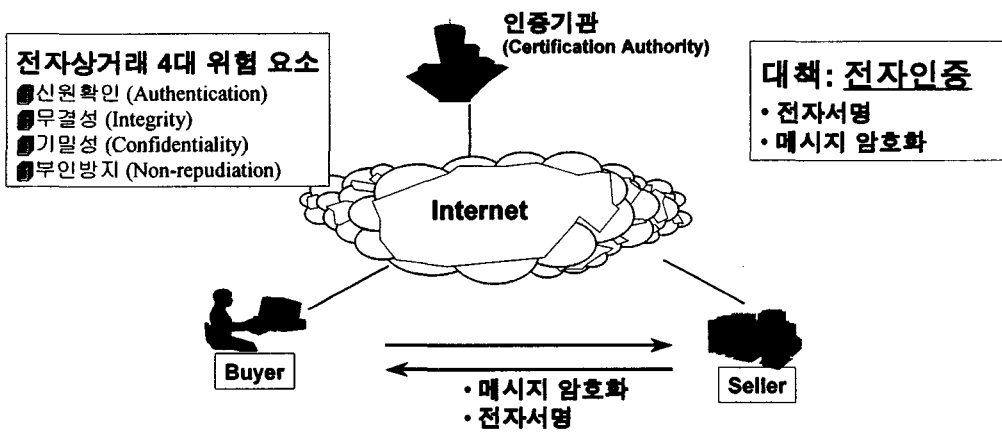 인증기관
(Certification Authority)
전자상거래 4대 위험 요소
신원확인 (Authentication)
무결성 (Integrity)
기밀성 (Confidentiality)
부인방지 (Non-repudiation)
대책: 전자인증
• 전자서명
• 메시지 암호화
Internet
Buyer
Seller
• 메시지 암호화
• 전자서명